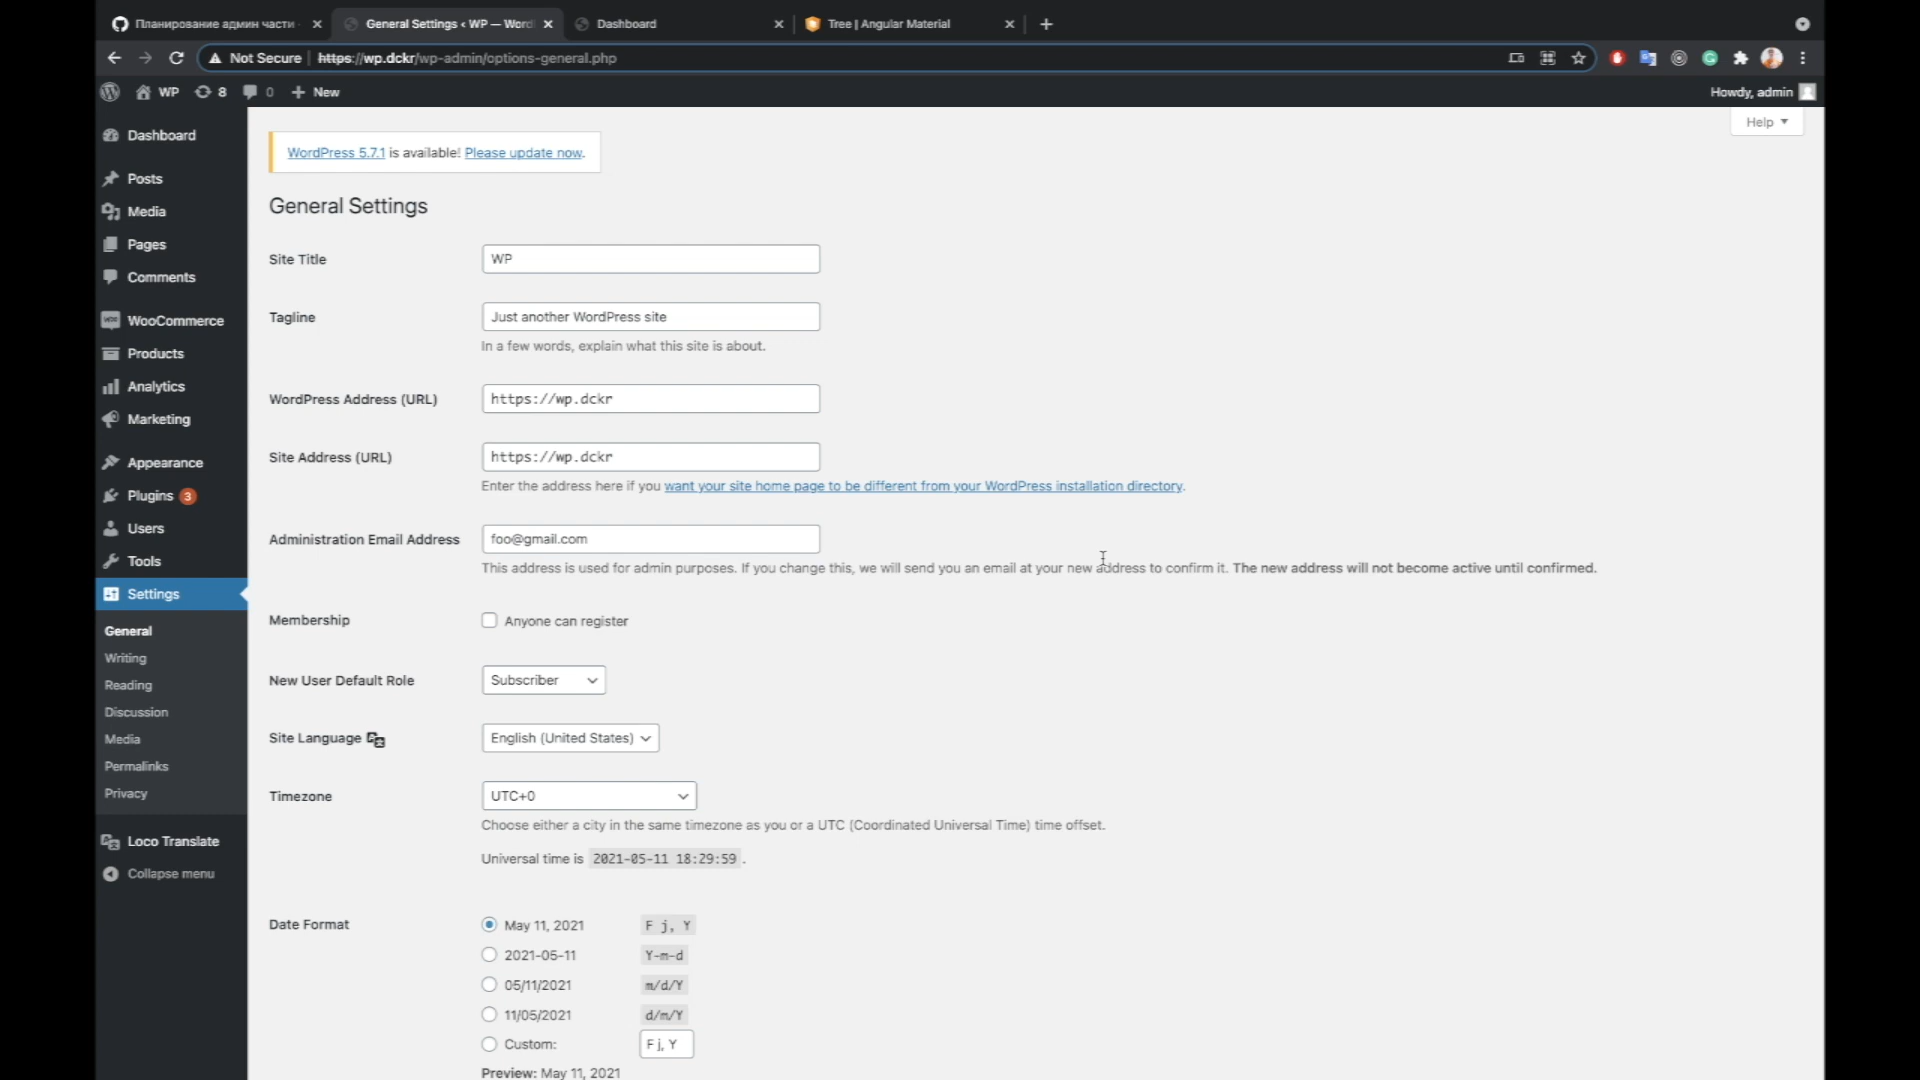 Планирование админ части
General Settings ‹ WP — Word
Dashboard
Tree | Angular Material
Not Secure | https://wp.dckr/wp-admin/options-general.php
WP 8 0 + New
Howdy, admin
Help
Dashboard
Posts
Media
Pages
Comments
WooCommerce
Products
Analytics
Marketing
Appearance
Plugins 3
Users
Tools
Settings
General
Writing
Reading
Discussion
Media
Permalinks
Privacy
Loco Translate
Collapse menu
WordPress 5.7.1 is available! Please update now.
General Settings
Site Title WP
Tagline Just another WordPress site
In a few words, explain what this site is about.
WordPress Address (URL) https://wp.dckr
Site Address (URL) https://wp.dckr
Enter the address here if you want your site home page to be different from your WordPress installation directory.
Administration Email Address foo@gmail.com
This address is used for admin purposes. If you change this, we will send you an email at your new address to confirm it. The new address will not become active until confirmed.
Membership Anyone can register
New User Default Role Subscriber
Site Language English (United States)
Timezone UTC+0
Choose either a city in the same timezone as you or a UTC (Coordinated Universal Time) time offset.
Universal time is 2021-05-11 18:29:59 .
Date Format May 11, 2021 F j, Y
2021-05-11 Y-m-d
05/11/2021 m/d/Y
11/05/2021 d/m/Y
Custom: F j, Y
Preview: May 11, 2021